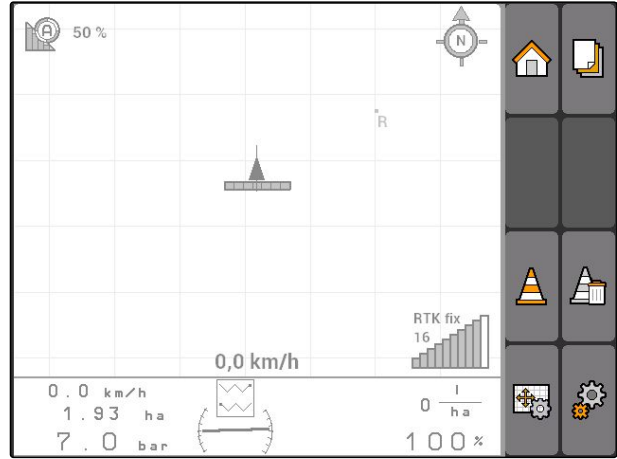 A 50 %
N
R
RTK fix
16
0,0 km/h
0.0 km/h
1.93 ha
7.0 bar
0 l
ha
100%